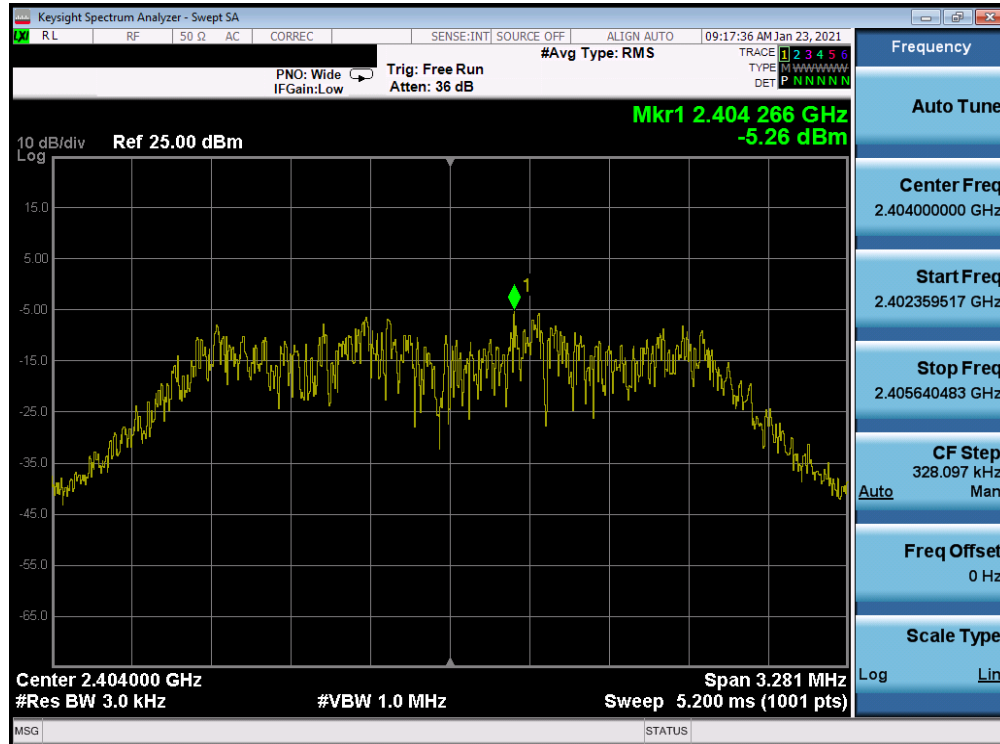 Keysight Spectrum Analyzer - Swept SA
LXI RL RF 50 Ω AC CORREC SENSE:INT SOURCE OFF ALIGN AUTO 09:17:36 AM Jan 23, 2021
PNO: Wide
IFGain:Low
Trig: Free Run
Atten: 36 dB
#Avg Type: RMS
TRACE 1 2 3 4 5 6
TYPE M W W W W W
DET P N N N N N
Mkr1 2.404 266 GHz
-5.26 dBm
10 dB/div Ref 25.00 dBm
Log
15.0
5.00
-5.00
-15.0
-25.0
-35.0
-45.0
-55.0
-65.0
1
Center 2.404000 GHz Span 3.281 MHz
#Res BW 3.0 kHz #VBW 1.0 MHz Sweep 5.200 ms (1001 pts)
MSG STATUS
Frequency
Auto Tune
Center Freq
2.404000000 GHz
Start Freq
2.402359517 GHz
Stop Freq
2.405640483 GHz
CF Step
328.097 kHz
Auto Man
Freq Offset
0 Hz
Scale Type
Log Lin